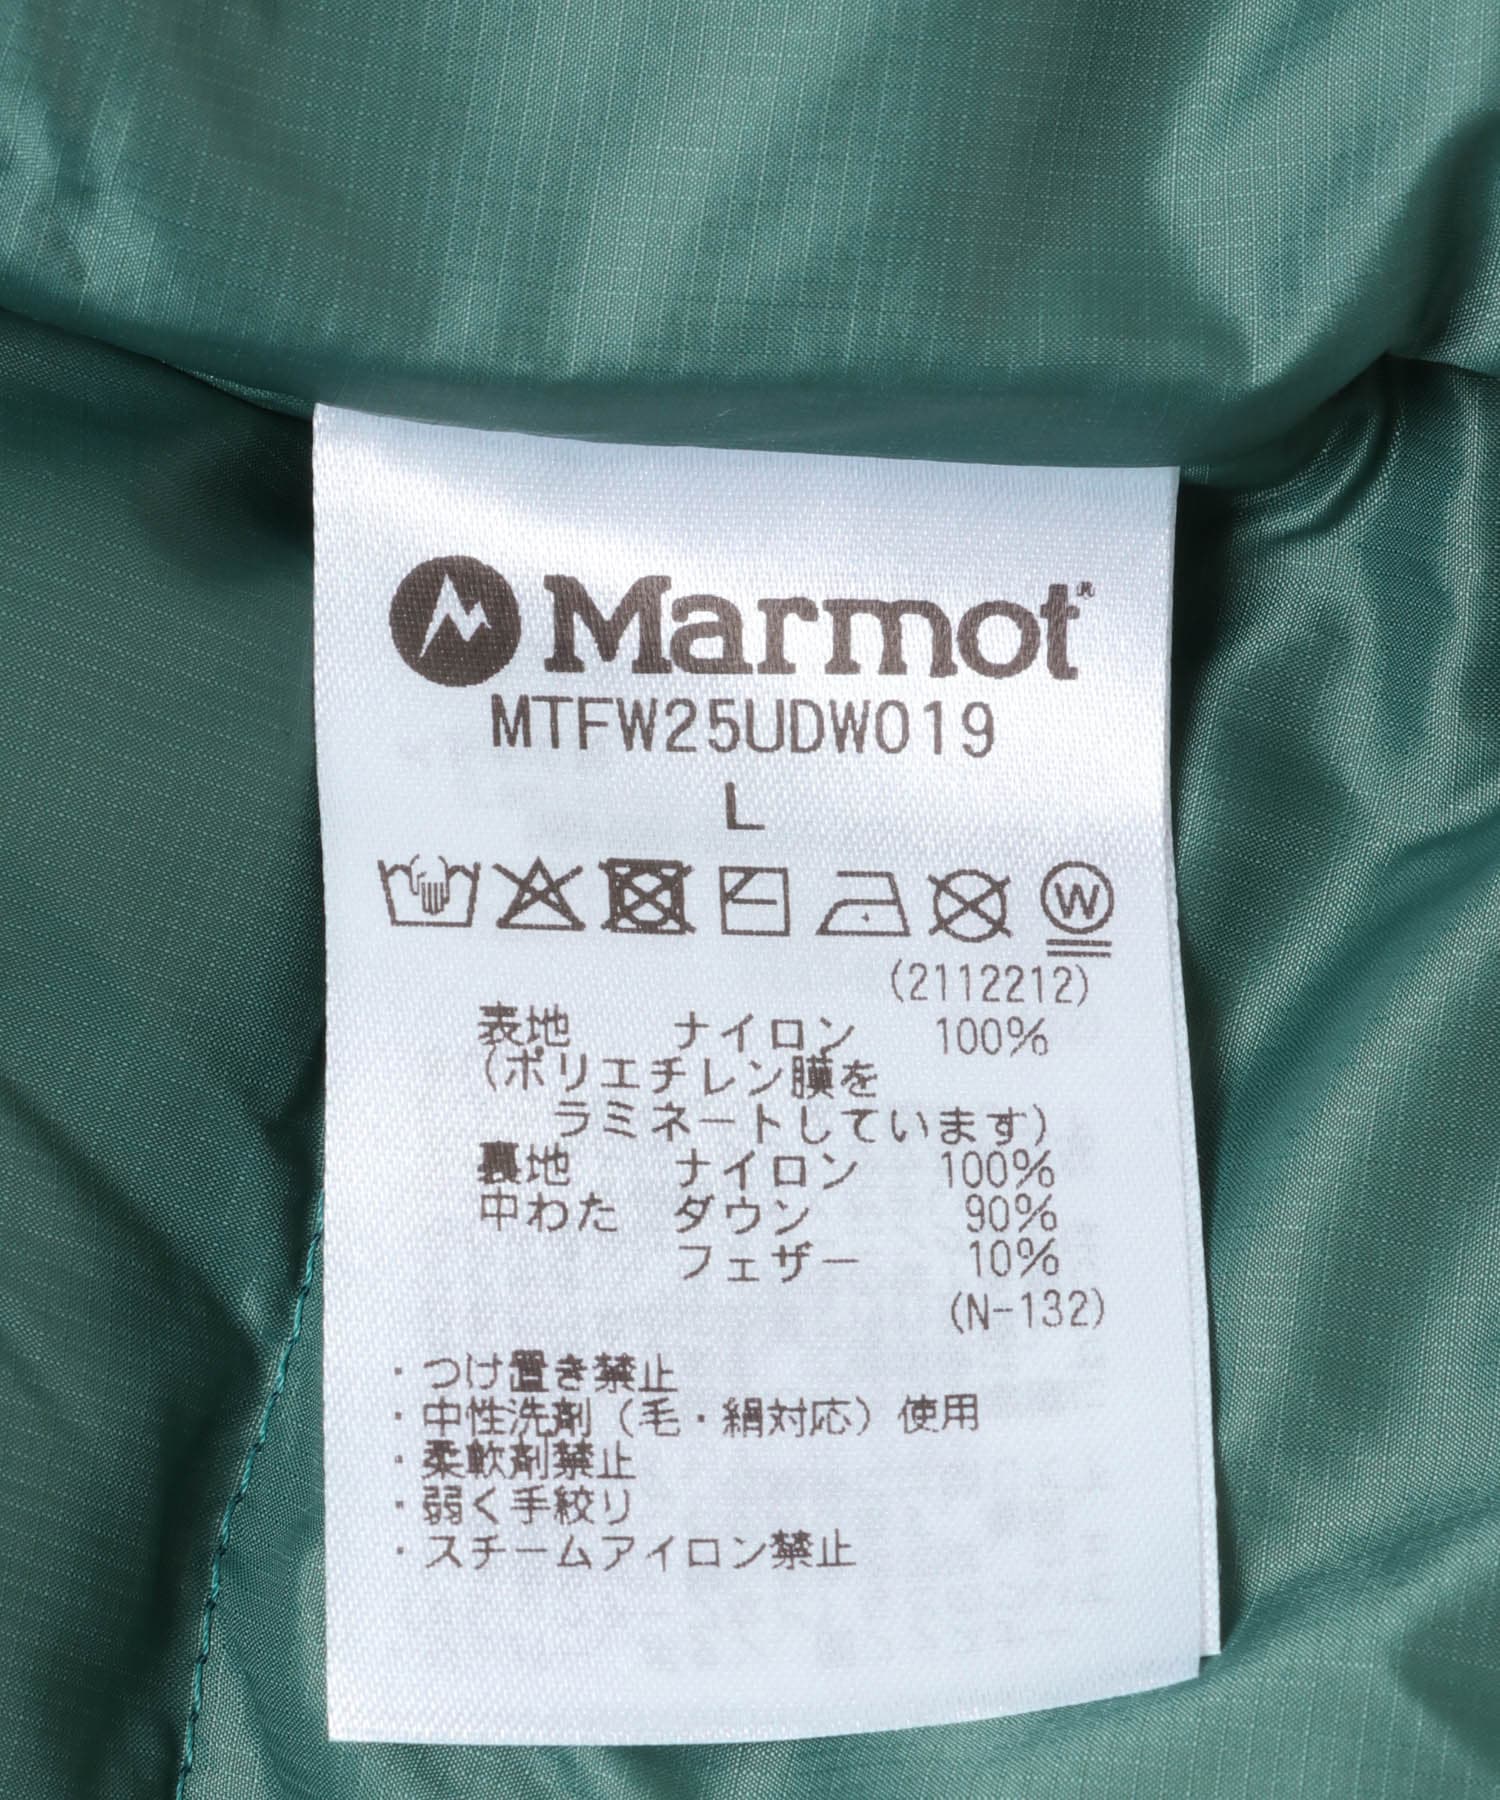 Marmot®
MTFW25UDW019
L
W
(2112212)
表地 ナイロン 100%
(ポリエチレン膜を
ラミネートしています)
裏地 ナイロン 100%
中わた ダウン 90%
フェザー 10%
(N-132)
・つけ置き禁止
・中性洗剤(毛・絹対応)使用
・柔軟剤禁止
・弱く手絞り
・スチームアイロン禁止